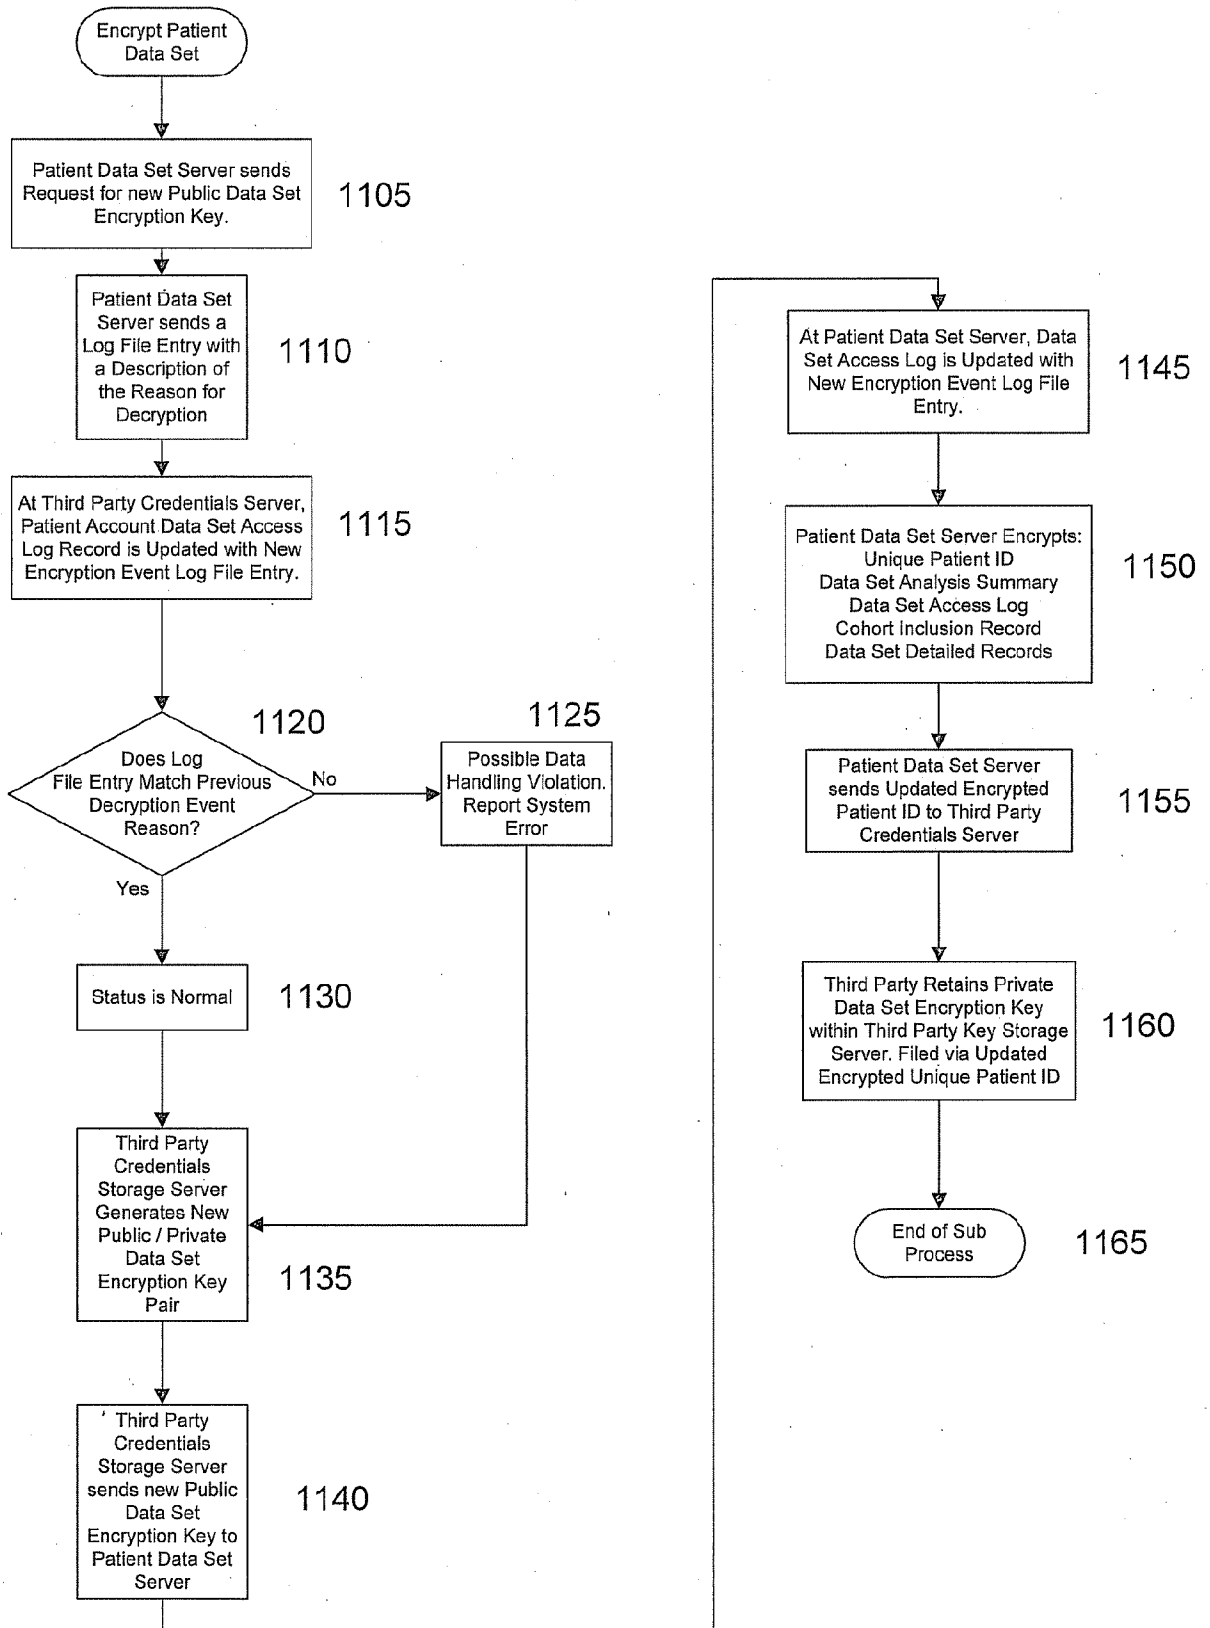 Encrypt Patient
Data Set
Patient Data Set Server sends
Request for new Public Data Set
Encryption Key.
1105
Patient Data Set
Server sends a
Log File Entry with
a Description of
the Reason for
Decryption
1110
At Third Party Credentials Server,
Patient Account Data Set Access
Log Record is Updated with New
Encryption Event Log File Entry.
1115
1120
Does Log
File Entry Match Previous
Decryption Event
Reason?
No
Yes
1125
Possible Data
Handling Violation.
Report System
Error
Status is Normal
1130
Third Party
Credentials
Storage Server
Generates New
Public / Private
Data Set
Encryption Key
Pair
1135
Third Party
Credentials
Storage Server
sends new Public
Data Set
Encryption Key to
Patient Data Set
Server
1140
At Patient Data Set Server, Data
Set Access Log is Updated with
New Encryption Event Log File
Entry.
1145
Patient Data Set Server Encrypts:
Unique Patient ID
Data Set Analysis Summary
Data Set Access Log
Cohort Inclusion Record
Data Set Detailed Records
1150
Patient Data Set Server
sends Updated Encrypted
Patient ID to Third Party
Credentials Server
1155
Third Party Retains Private
Data Set Encryption Key
within Third Party Key Storage
Server. Filed via Updated
Encrypted Unique Patient ID
1160
End of Sub
Process
1165